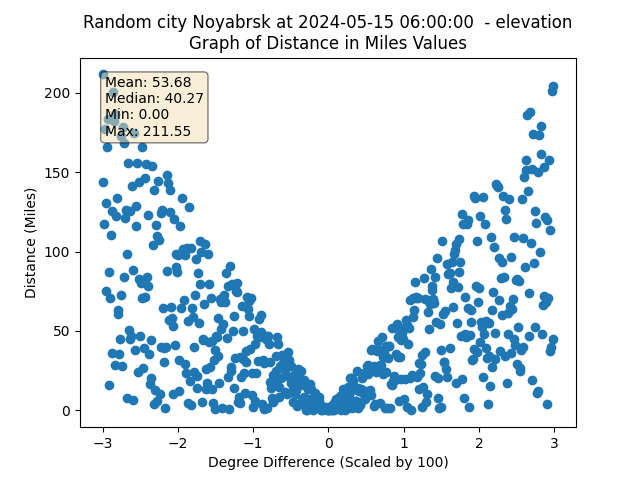 Random city Noyabrsk at 2024-05-15 06:00:00  - elevation
Graph of Distance in Miles Values
Mean: 53.68
Median: 40.27
Min: 0.00
Max: 211.55
Distance (Miles)
200
150
100
50
0
−3 −2 −1 0 1 2 3
Degree Difference (Scaled by 100)